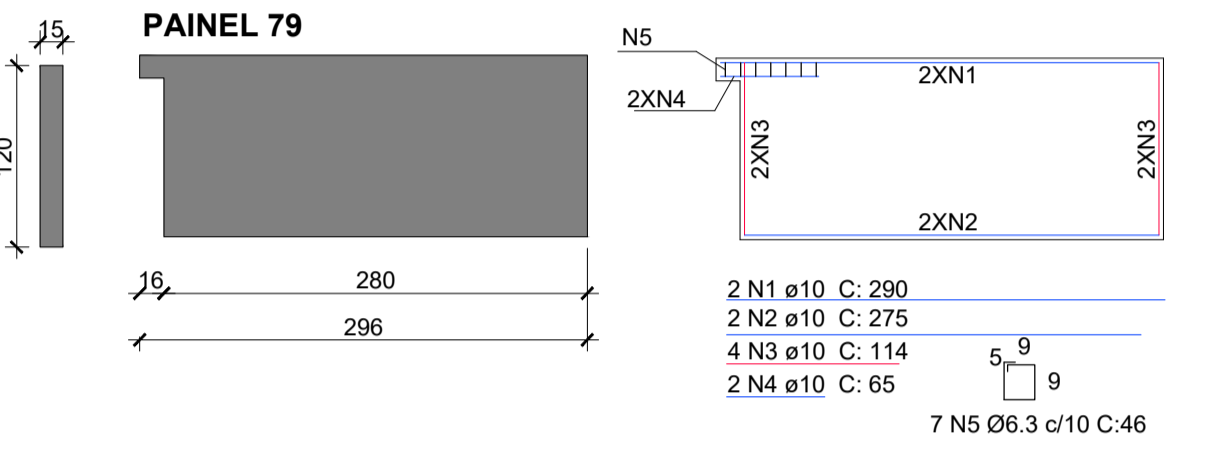 PAINEL 79
15
120
16
280
296
N5
2XN4
2XN1
2XN3
2XN3
2XN2
2 N1 ø10 C: 290
2 N2 ø10 C: 275
4 N3 ø10 C: 114
2 N4 ø10 C: 65
5
9
9
7 N5 Ø6.3 c/10 C:46